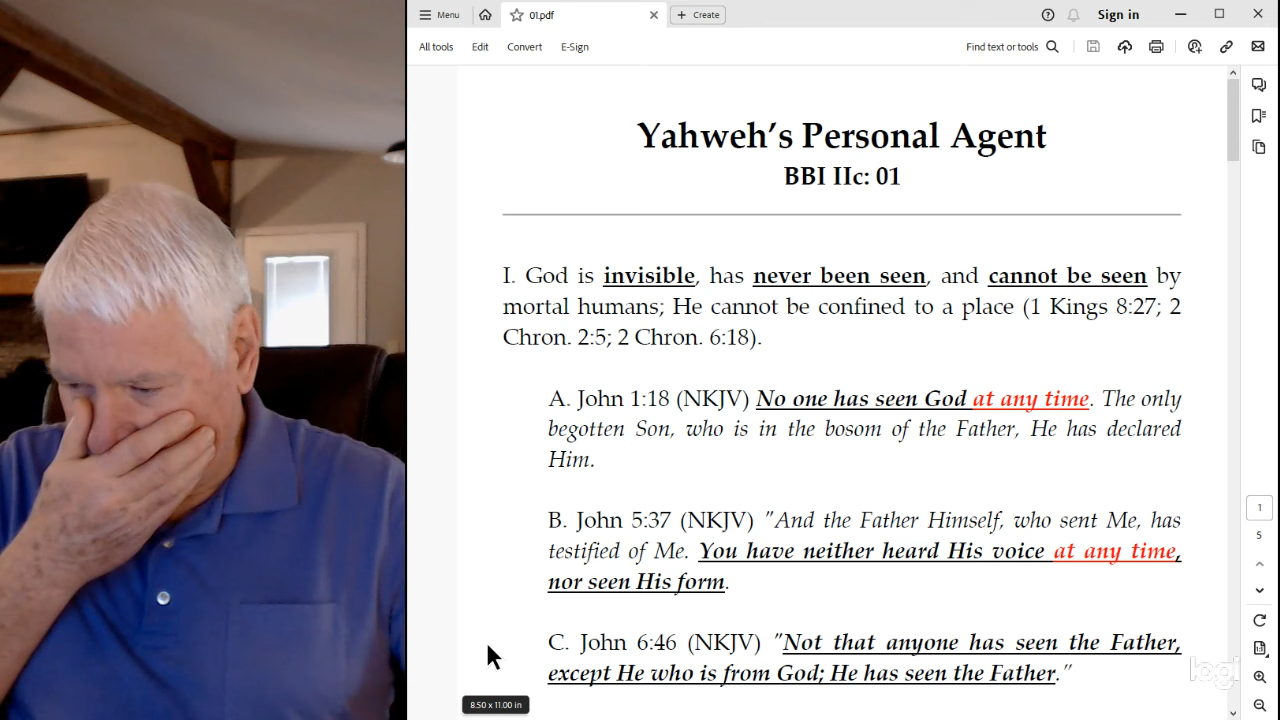 Menu
01.pdf
Create
Sign in
All tools
Edit
Convert
E-Sign
Find text or tools
Yahweh's Personal Agent
BBI IIc: 01
I. God is invisible, has never been seen, and cannot be seen by
mortal humans; He cannot be confined to a place (1 Kings 8:27; 2
Chron. 2:5; 2 Chron. 6:18).
A. John 1:18 (NKJV) No one has seen God at any time. The only
begotten Son, who is in the bosom of the Father, He has declared
Him.
B. John 5:37 (NKJV) "And the Father Himself, who sent Me, has
testified of Me. You have neither heard His voice at any time,
nor seen His form.
C. John 6:46 (NKJV) "Not that anyone has seen the Father,
except He who is from God; He has seen the Father."
1
5
8.50 x 11.00 in
logi